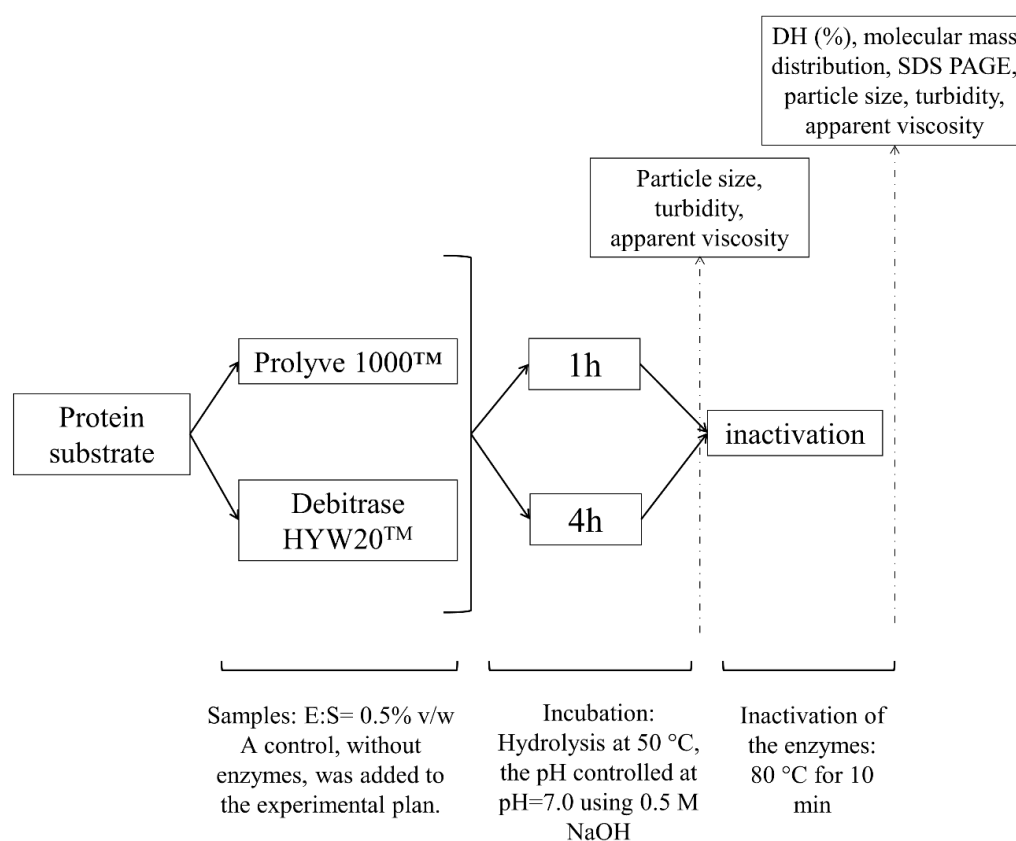 DH (%), molecular mass
distribution, SDS PAGE,
particle size, turbidity,
apparent viscosity
Particle size,
turbidity,
apparent viscosity
Prolyve 1000™
1h
Protein
substrate
inactivation
Debitrase
HYW20™
4h
Samples: E:S= 0.5% v/w
A control, without
enzymes, was added to
the experimental plan.
Incubation:
Hydrolysis at 50 °C,
the pH controlled at
pH=7.0 using 0.5 M
NaOH
Inactivation of
the enzymes:
80 °C for 10
min